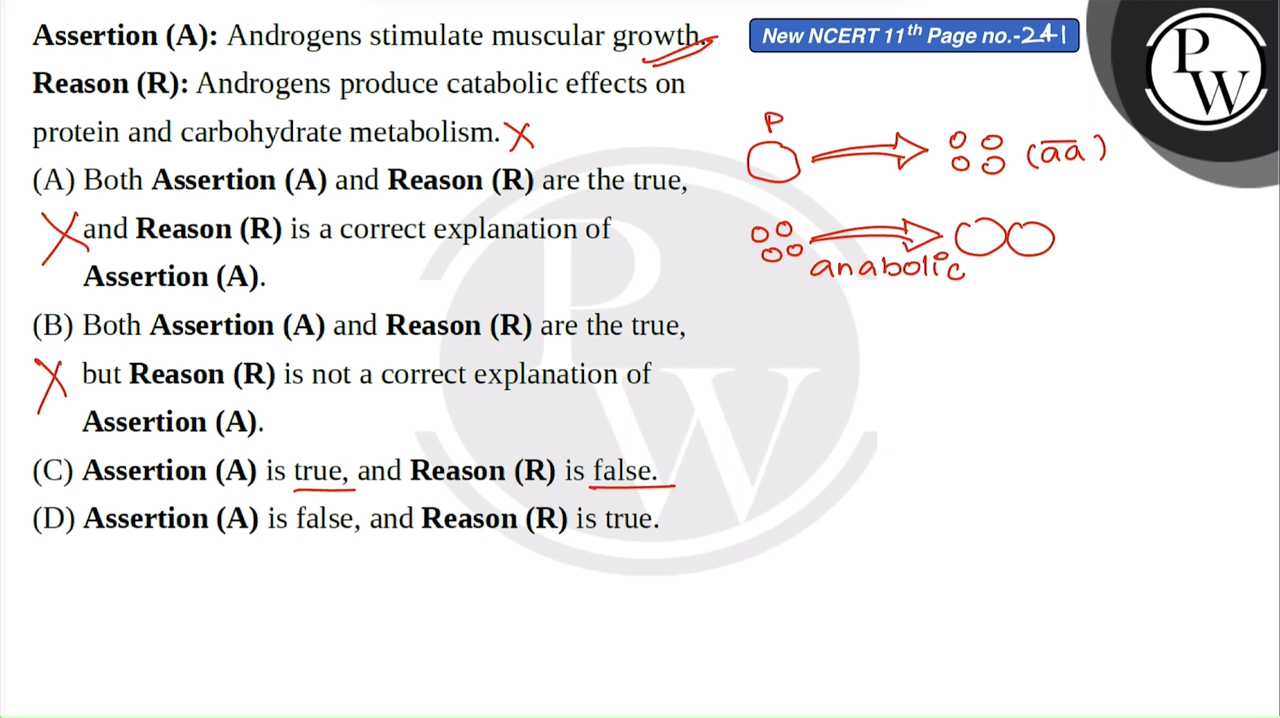 Assertion (A): Androgens stimulate muscular growth.
Reason (R): Androgens produce catabolic effects on
protein and carbohydrate metabolism.
(A) Both Assertion (A) and Reason (R) are the true,
and Reason (R) is a correct explanation of
Assertion (A).
(B) Both Assertion (A) and Reason (R) are the true,
but Reason (R) is not a correct explanation of
Assertion (A).
(C) Assertion (A) is true, and Reason (R) is false.
(D) Assertion (A) is false, and Reason (R) is true.
New NCERT 11th Page no.-241
P
(aa)
anabolic
PW
PW